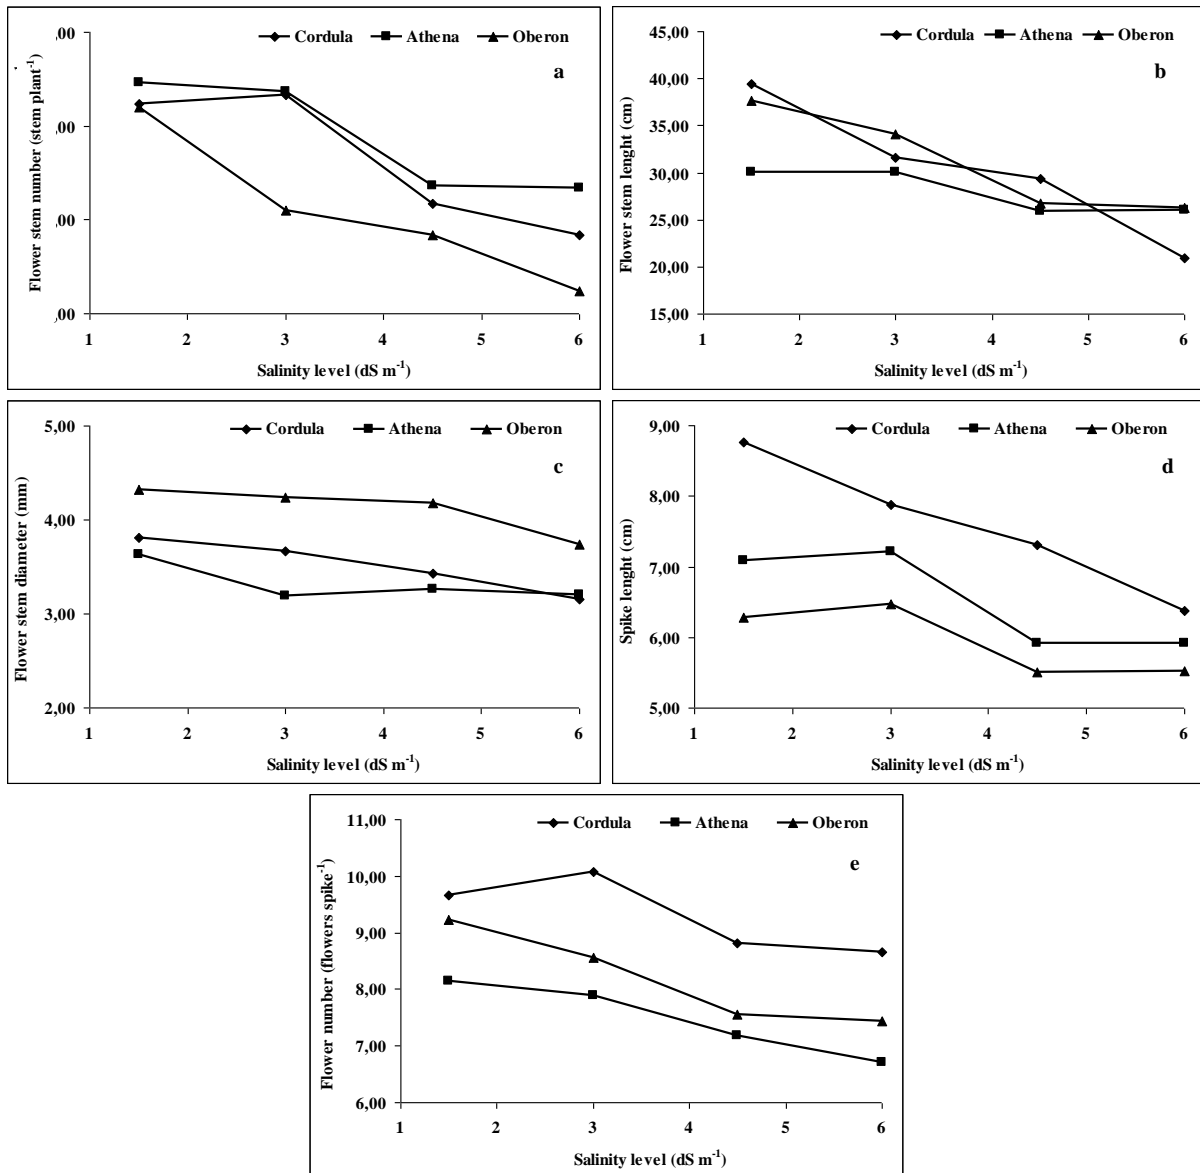 ,00
Cordula Athena Oberon
a
,00
,00
,00
Flower stem number (stem plant-1)
1 2 3 4 5 6
Salinity level (dS m-1)
45,00
Cordula Athena Oberon
b
40,00
35,00
30,00
25,00
20,00
15,00
Flower stem lenght (cm)
1 2 3 4 5 6
Salinity level (dS m-1)
5,00
Cordula Athena Oberon
c
4,00
3,00
2,00
Flower stem diameter (mm)
1 2 3 4 5 6
Salinity level (dS m-1)
9,00
Cordula Athena Oberon
d
8,00
7,00
6,00
5,00
Spike lenght (cm)
1 2 3 4 5 6
Salinity level (dS m-1)
11,00
Cordula Athena Oberon
e
10,00
9,00
8,00
7,00
6,00
Flower number (flowers spike-1)
1 2 3 4 5 6
Salinity level (dS m-1)